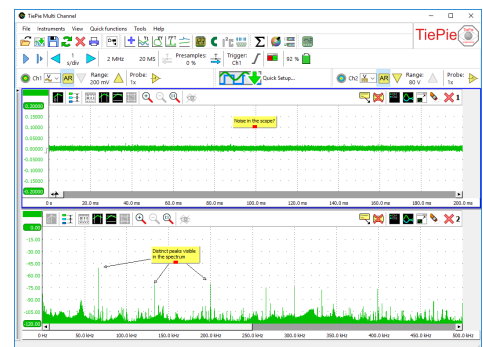 TiePie Multi Channel
File Instruments View Quick functions Tools Help
TiePie
1
s/div
2 MHz
20 MS
Presamples:
0 %
Trigger:
Ch1
92 %
Ch1
AR
Range:
200 mV
Probe:
1x
Quick Setup...
Ch2
AR
Range:
80 V
Probe:
1x
1
0.20000
0.15000
0.10000
0.05000
0.00000
-0.05000
-0.10000
-0.15000
-0.20000
Noise in the scope?
0 s 20.0 ms 40.0 ms 60.0 ms 80.0 ms 100.0 ms 120.0 ms 140.0 ms 160.0 ms 180.0 ms 200.0 ms
2
0.00
-15.00
-30.00
-45.00
-60.00
-75.00
-90.00
-105.00
-120.00
Distinct peaks visible
in the spectrum
0 Hz 50.0 kHz 100.0 kHz 150.0 kHz 200.0 kHz 250.0 kHz 300.0 kHz 350.0 kHz 400.0 kHz 450.0 kHz 500.0 kHz